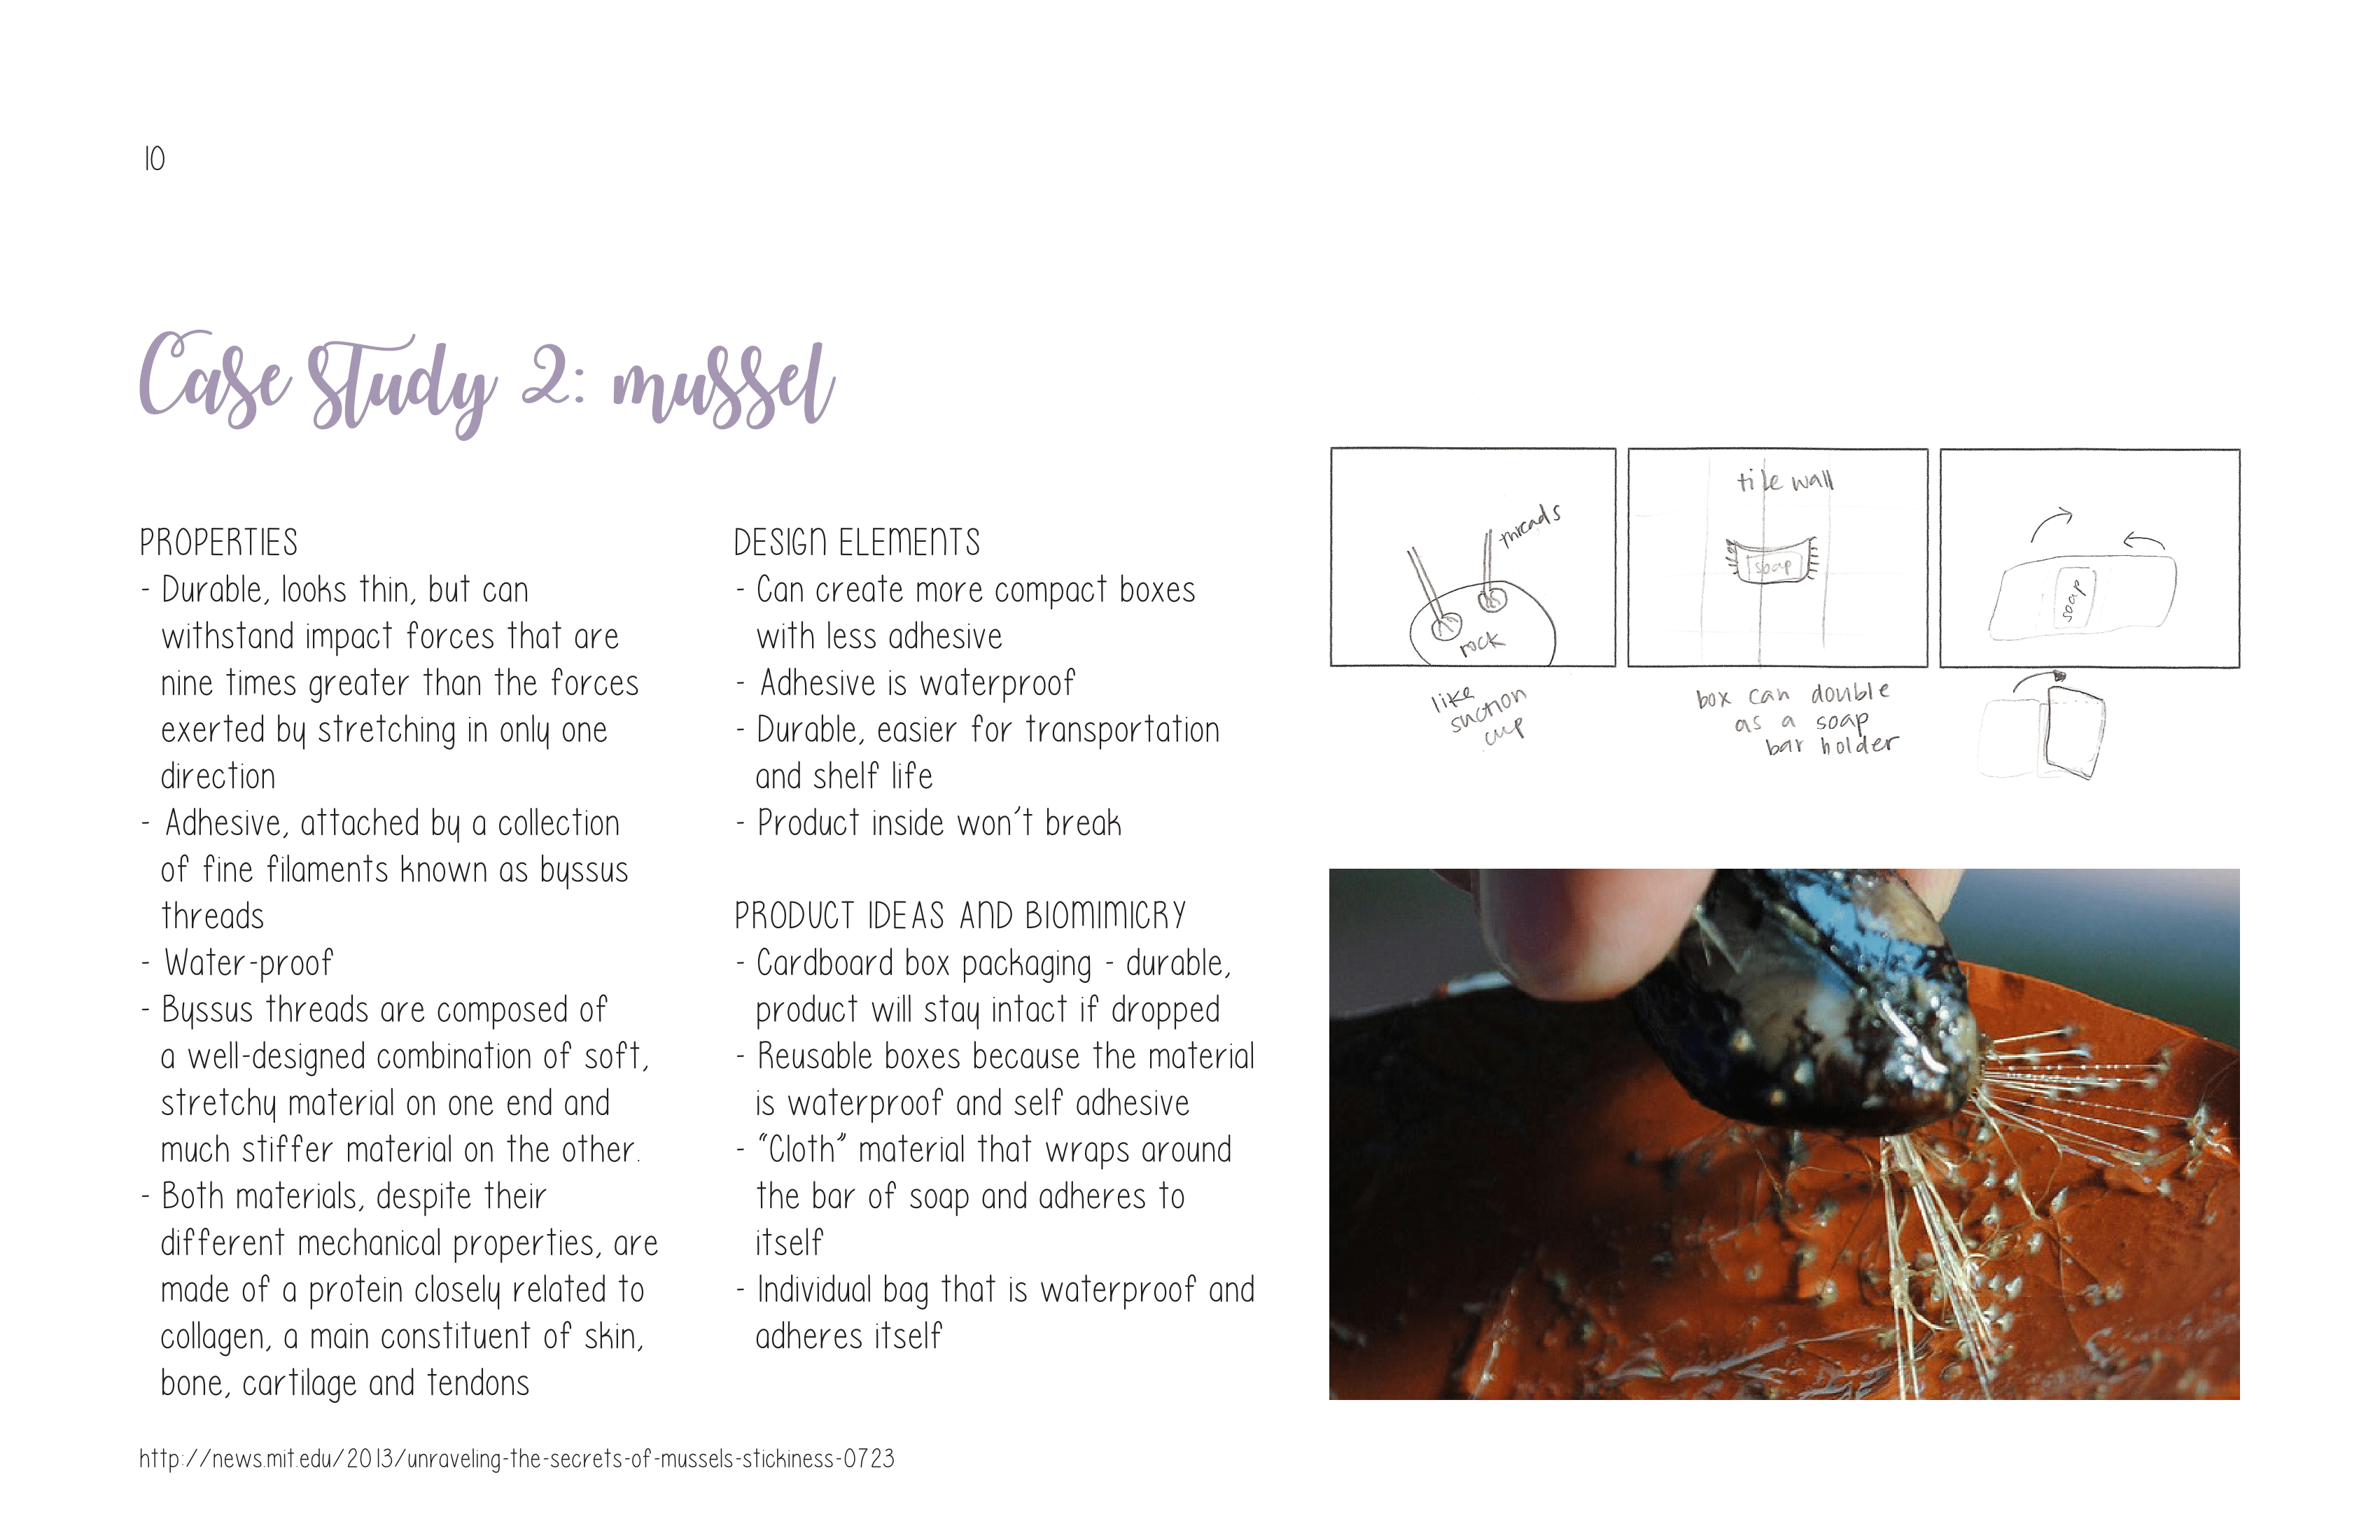 10
Case study 2: mussel
PROPERTIES
- Durable, looks thin, but can
withstand impact forces that are
nine times greater than the forces
exerted by stretching in only one
direction
- Adhesive, attached by a collection
of fine filaments known as byssus
threads
- Water-proof
- Byssus threads are composed of
a well-designed combination of soft,
stretchy material on one end and
much stiffer material on the other.
- Both materials, despite their
different mechanical properties, are
made of a protein closely related to
collagen, a main constituent of skin,
bone, cartilage and tendons
DESIGN ELEMENTS
- Can create more compact boxes
with less adhesive
- Adhesive is waterproof
- Durable, easier for transportation
and shelf life
- Product inside won't break
PRODUCT IDEAS AND BIOMIMICRY
- Cardboard box packaging - durable,
product will stay intact if dropped
- Reusable boxes because the material
is waterproof and self adhesive
- "Cloth" material that wraps around
the bar of soap and adheres to
itself
- Individual bag that is waterproof and
adheres itself
threads
rock
like
suction
cup
tile wall
soap
box can double
as a soap
bar holder
soap
http://news.mit.edu/2013/unraveling-the-secrets-of-mussels-stickiness-0723